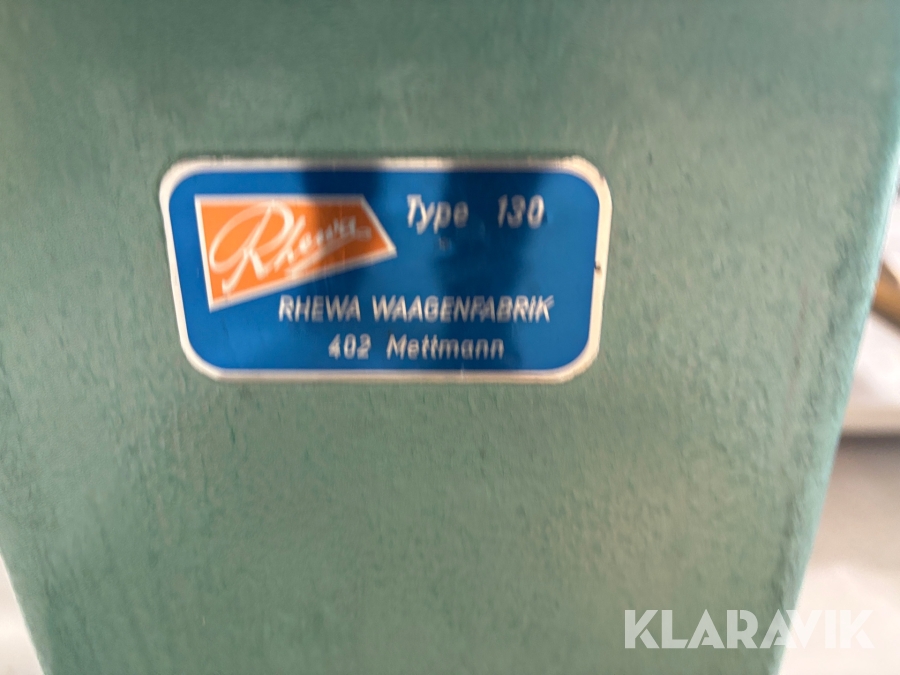 Rhewa
Type 130
RHEWA WAAGENFABRIK
402 Mettmann
KLARAVIK